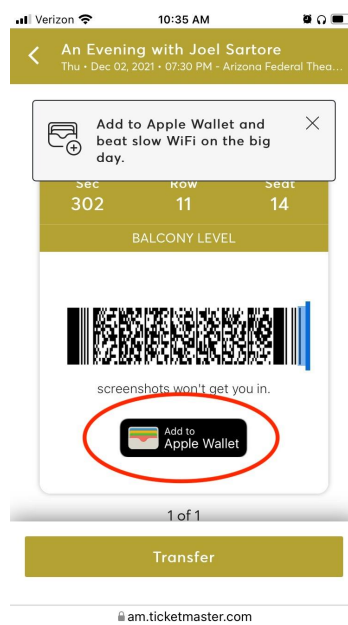 Verizon 10:35 AM
An Evening with Joel Sartore
Thu • Dec 02, 2021 • 07:30 PM - Arizona Federal Thea...
Add to Apple Wallet and
beat slow WiFi on the big
day.
Sec Row Seat
302 11 14
BALCONY LEVEL
screenshots won't get you in.
Add to
Apple Wallet
1 of 1
Transfer
am.ticketmaster.com